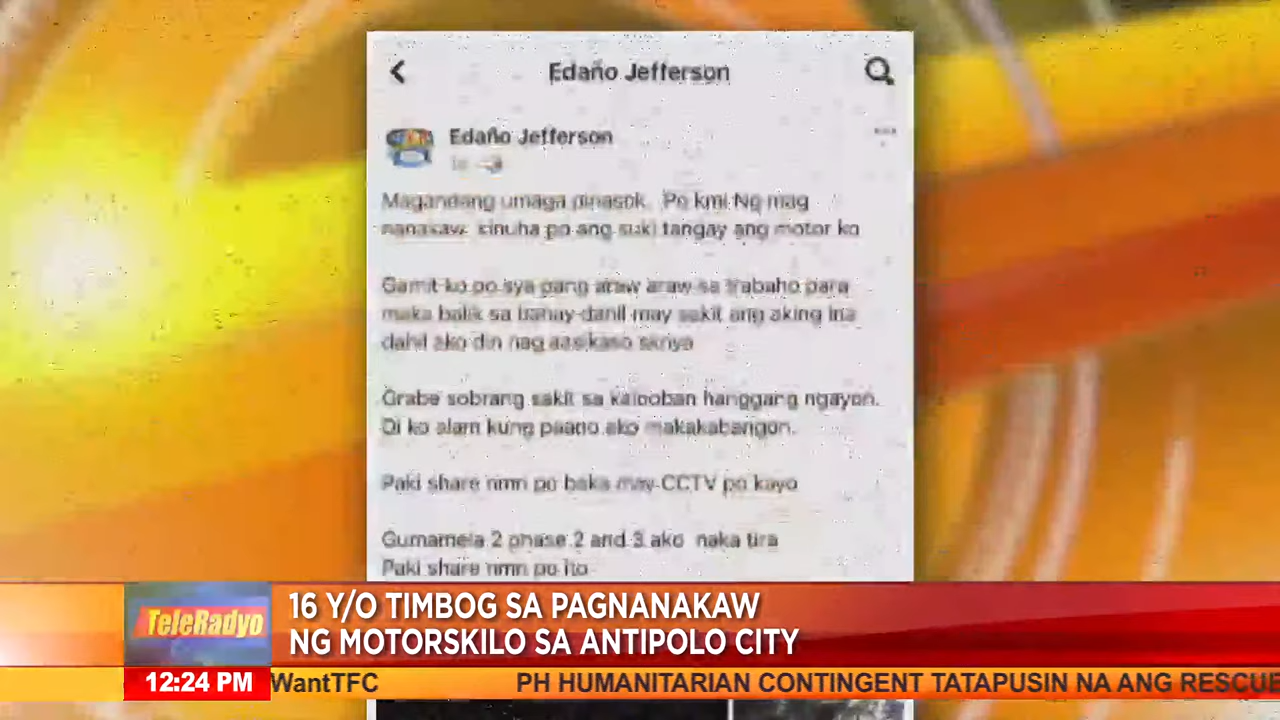 Edaño Jefferson
Edaño Jefferson
Magandang umaga pinasok. Po kmi Ng mag
nanakaw kinuha po ang suki tangay ang motor ko
Gamit ko po sya pang araw araw sa trabaho para
maka balik sa bahay dahil may sakit ang aking ina
dahil ako din nag aasikaso sknya
Grabe sobrang sakit sa kalooban hanggang ngayon.
Di ko alam kung paano ako makakabangon.
Paki share nmn po baka may CCTV po kayo
Gumamela 2 phase 2 and 3 ako naka tira
Paki share nmn po ito
TeleRadyo
16 Y/O TIMBOG SA PAGNANAKAW
NG MOTORSKILO SA ANTIPOLO CITY
12:24 PM WantTFC PH HUMANITARIAN CONTINGENT TATAPUSIN NA ANG RESCUE